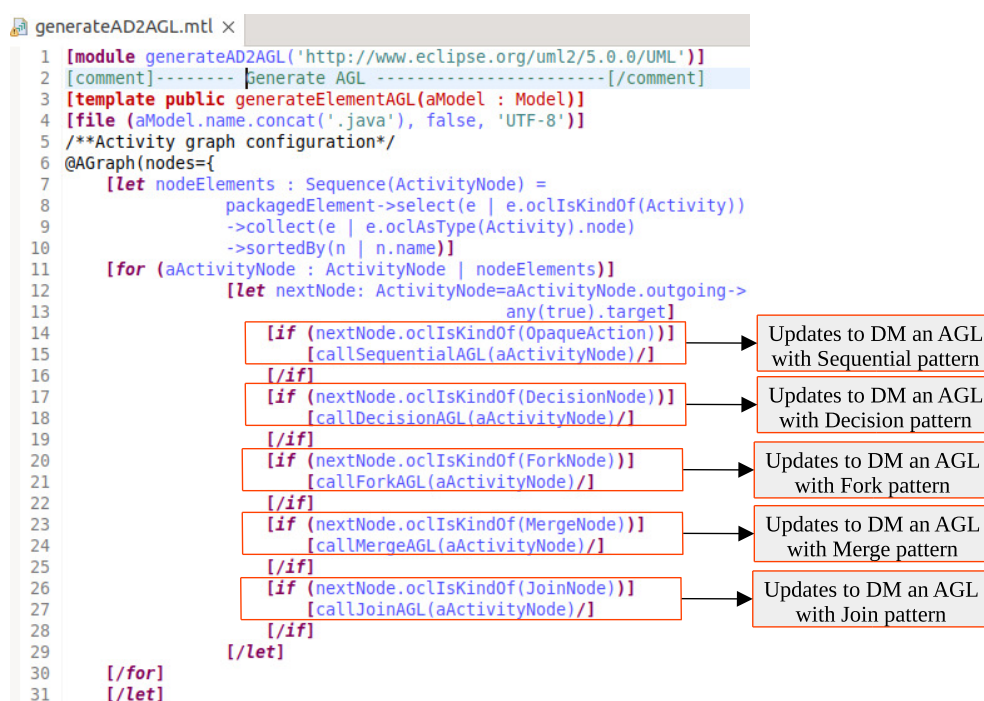 generateAD2AGL.mtl ×
1 [module generateAD2AGL('http://www.eclipse.org/uml2/5.0.0/UML')]
2 [comment]-------- Generate AGL -----------------------[/comment]
3 [template public generateElementAGL(aModel : Model)]
4 [file (aModel.name.concat('.java'), false, 'UTF-8')]
5 /**Activity graph configuration*/
6 @AGraph(nodes={
7 [let nodeElements : Sequence(ActivityNode) =
8 packagedElement->select(e | e.oclIsKindOf(Activity))
9 ->collect(e | e.oclAsType(Activity).node)
10 ->sortedBy(n | n.name)]
11 [for (aActivityNode : ActivityNode | nodeElements)]
12 [let nextNode: ActivityNode=aActivityNode.outgoing->
13 any(true).target]
14 [if (nextNode.oclIsKindOf(OpaqueAction))]
15 [callSequentialAGL(aActivityNode)/]
Updates to DM an AGL
with Sequential pattern
16 [/if]
17 [if (nextNode.oclIsKindOf(DecisionNode))]
18 [callDecisionAGL(aActivityNode)/]
Updates to DM an AGL
with Decision pattern
19 [/if]
20 [if (nextNode.oclIsKindOf(ForkNode))]
21 [callForkAGL(aActivityNode)/]
Updates to DM an AGL
with Fork pattern
22 [/if]
23 [if (nextNode.oclIsKindOf(MergeNode))]
24 [callMergeAGL(aActivityNode)/]
Updates to DM an AGL
with Merge pattern
25 [/if]
26 [if (nextNode.oclIsKindOf(JoinNode))]
27 [callJoinAGL(aActivityNode)/]
Updates to DM an AGL
with Join pattern
28 [/if]
29 [/let]
30 [/for]
31 [/let]